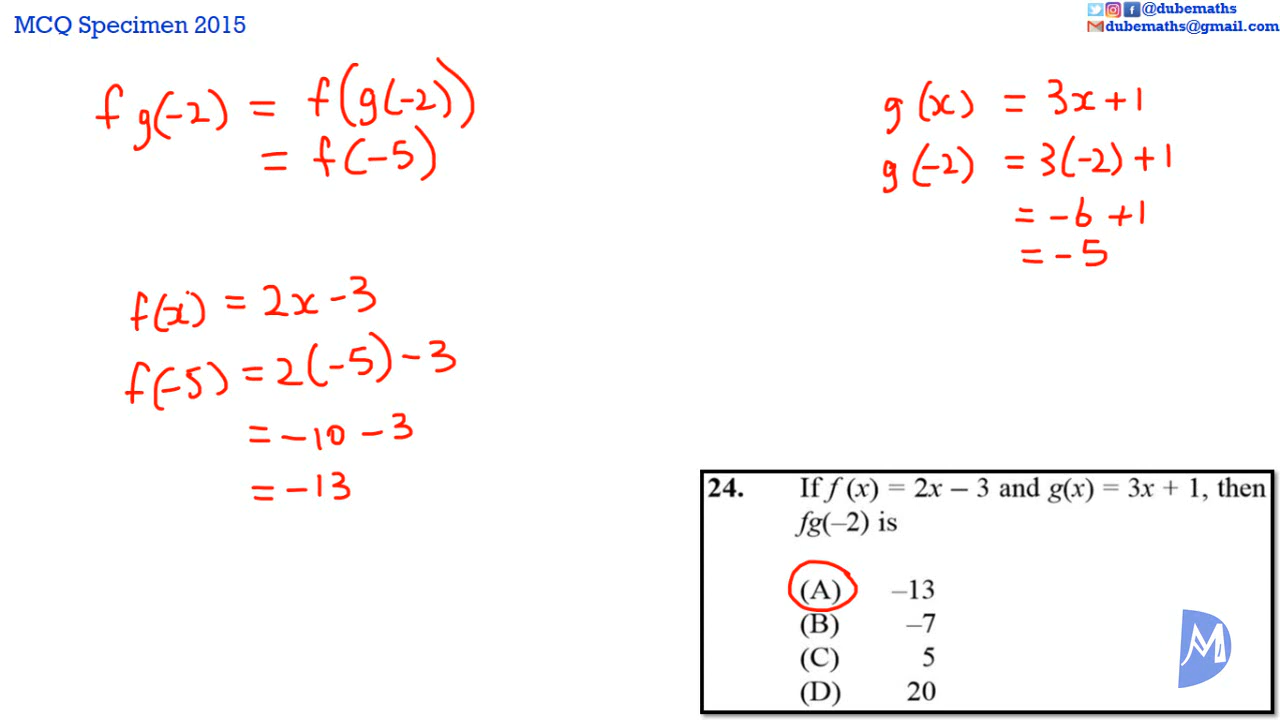 MCQ Specimen 2015
@dubemaths
dubemaths@gmail.com
fg(-2) = f(g(-2))
= f(-5)
g(x) = 3x+1
g(-2) = 3(-2)+1
= -6 +1
= -5
f(x) = 2x-3
f(-5) = 2(-5)-3
= -10 -3
= -13
24. If f (x) = 2x – 3 and g(x) = 3x + 1, then
fg(–2) is
(A) –13
(B) –7
(C) 5
(D) 20
DM